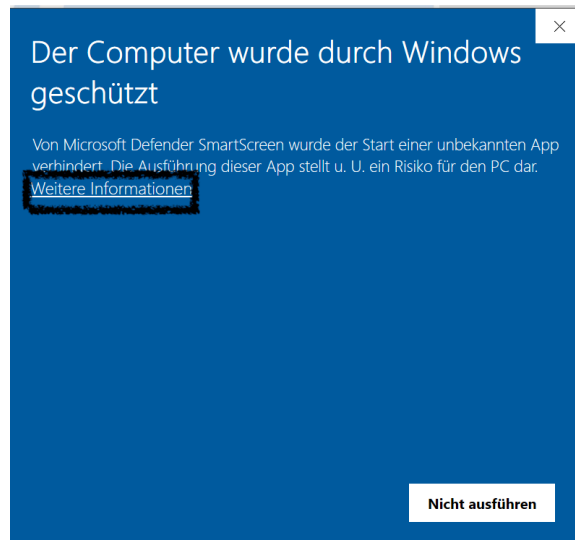 Der Computer wurde durch Windows
geschützt
Von Microsoft Defender SmartScreen wurde der Start einer unbekannten App
verhindert. Die Ausführung dieser App stellt u. U. ein Risiko für den PC dar.
Weitere Informationen
Nicht ausführen